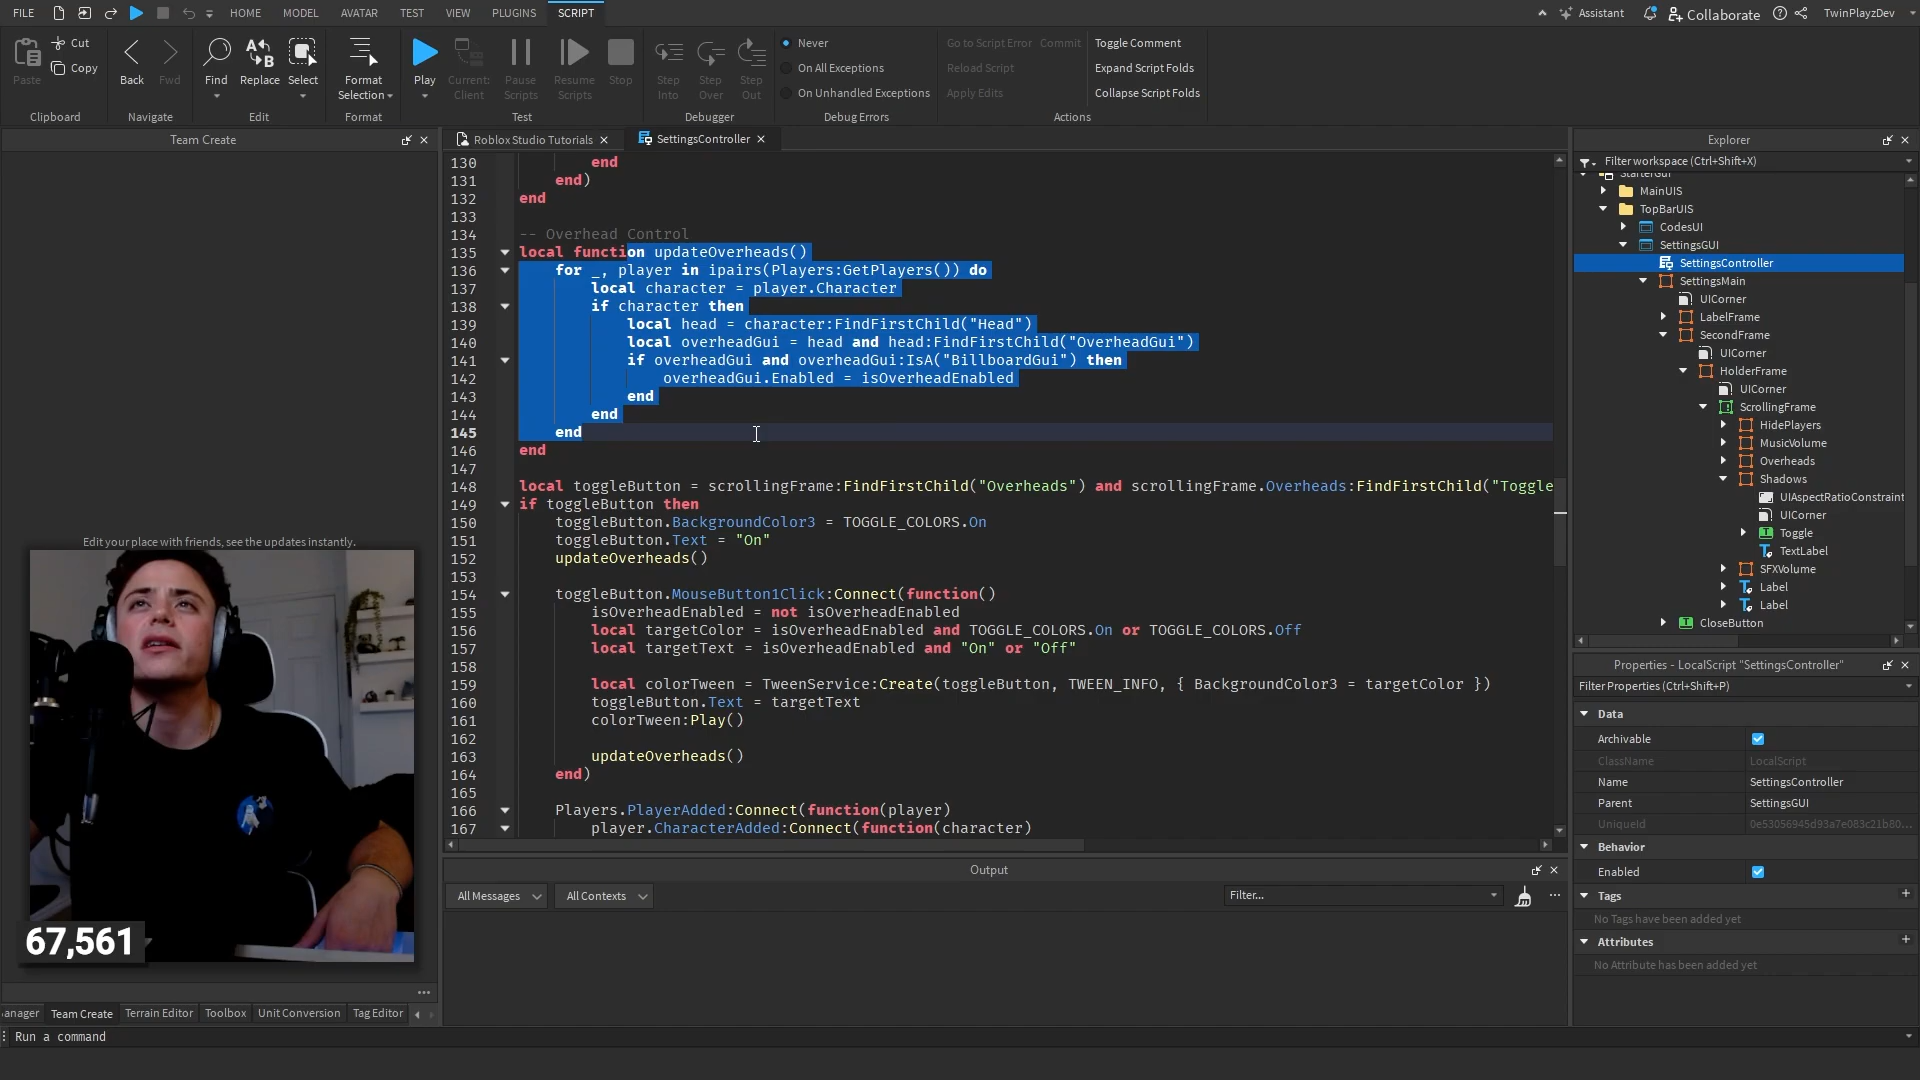 FILE HOME MODEL AVATAR TEST VIEW PLUGINS SCRIPT Assistant Collaborate TwinPlayzDev
Paste Cut Copy Clipboard
Back Fwd Navigate
Find Replace Select Edit
Format Selection Format
Play Current: Client Pause Scripts Resume Scripts Stop Test
Step Into Step Over Step Out Debugger
Never
On All Exceptions
On Unhandled Exceptions
Debug Errors
Go to Script Error Commit Toggle Comment
Reload Script Expand Script Folds
Apply Edits Collapse Script Folds
Actions
Team Create
Edit your place with friends, see the updates instantly.
67,561
Roblox Studio Tutorials SettingsController
130 end
131 end)
132 end
133
134 -- Overhead Control
135 local function updateOverheads()
136 for _, player in ipairs(Players:GetPlayers()) do
137 local character = player.Character
138 if character then
139 local head = character:FindFirstChild("Head")
140 local overheadGui = head and head:FindFirstChild("OverheadGui")
141 if overheadGui and overheadGui:IsA("BillboardGui") then
142 overheadGui.Enabled = isOverheadEnabled
143 end
144 end
145 end
146 end
147
148 local toggleButton = scrollingFrame:FindFirstChild("Overheads") and scrollingFrame.Overheads:FindFirstChild("Toggle
149 if toggleButton then
150 toggleButton.BackgroundColor3 = TOGGLE_COLORS.On
151 toggleButton.Text = "On"
152 updateOverheads()
153
154 toggleButton.MouseButton1Click:Connect(function()
155 isOverheadEnabled = not isOverheadEnabled
156 local targetColor = isOverheadEnabled and TOGGLE_COLORS.On or TOGGLE_COLORS.Off
157 local targetText = isOverheadEnabled and "On" or "Off"
158
159 local colorTween = TweenService:Create(toggleButton, TWEEN_INFO, { BackgroundColor3 = targetColor })
160 toggleButton.Text = targetText
161 colorTween:Play()
162
163 updateOverheads()
164 end)
165
166 Players.PlayerAdded:Connect(function(player)
167 player.CharacterAdded:Connect(function(character)
Output
All Messages All Contexts Filter...
Explorer
Filter workspace (Ctrl+Shift+X)
StarterGui
MainUIS
TopBarUIS
CodesUI
SettingsGUI
SettingsController
SettingsMain
UICorner
LabelFrame
SecondFrame
UICorner
HolderFrame
UICorner
ScrollingFrame
HidePlayers
MusicVolume
Overheads
Shadows
UIAspectRatioConstraint
UICorner
Toggle
TextLabel
SFXVolume
Label
Label
CloseButton
Properties - LocalScript "SettingsController"
Filter Properties (Ctrl+Shift+P)
Data
Archivable
ClassName LocalScript
Name SettingsController
Parent SettingsGUI
UniqueId 0e53056945d93a7e083c21b80...
Behavior
Enabled
Tags
No Tags have been added yet
Attributes
No Attribute has been added yet
anager Team Create Terrain Editor Toolbox Unit Conversion Tag Editor
Run a command